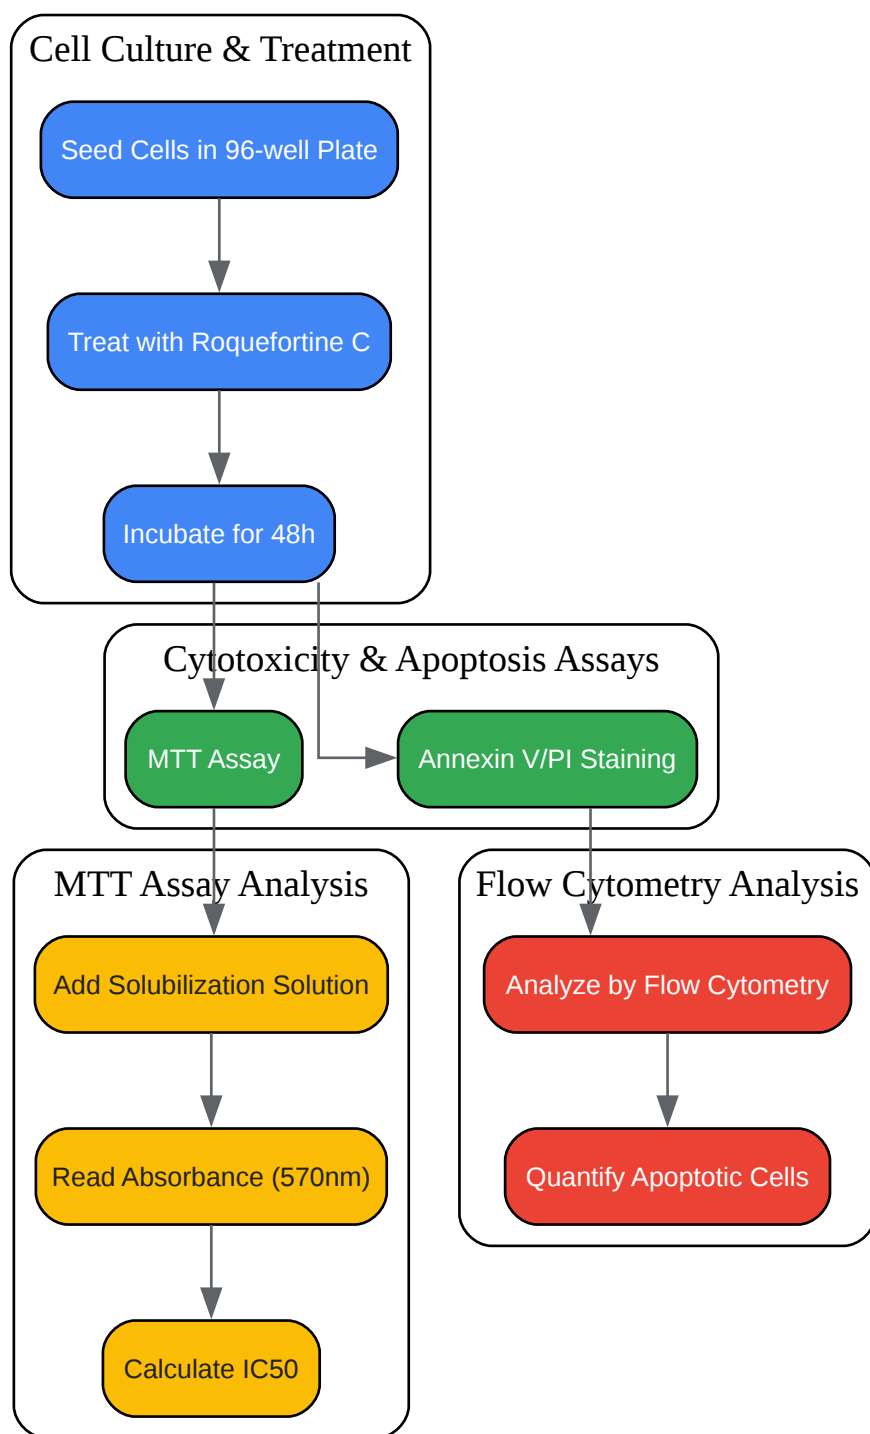 Cell Culture & Treatment
Seed Cells in 96-well Plate
Treat with Roquefortine C
Incubate for 48h
Cytotoxicity & Apoptosis Assays
MTT Assay
Annexin V/PI Staining
MTT Assay Analysis
Add Solubilization Solution
Read Absorbance (570nm)
Calculate IC50
Flow Cytometry Analysis
Analyze by Flow Cytometry
Quantify Apoptotic Cells